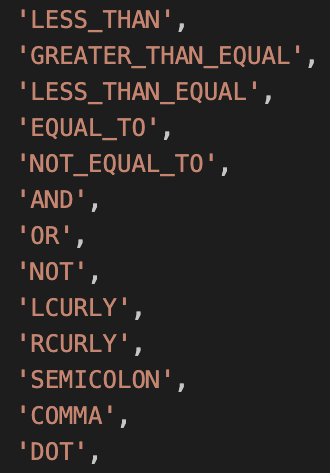 'LESS_THAN',
'GREATER_THAN_EQUAL',
'LESS_THAN_EQUAL',
'EQUAL_TO',
'NOT_EQUAL_TO',
'AND',
'OR',
'NOT',
'LCURLY',
'RCURLY',
'SEMICOLON',
'COMMA',
'DOT',